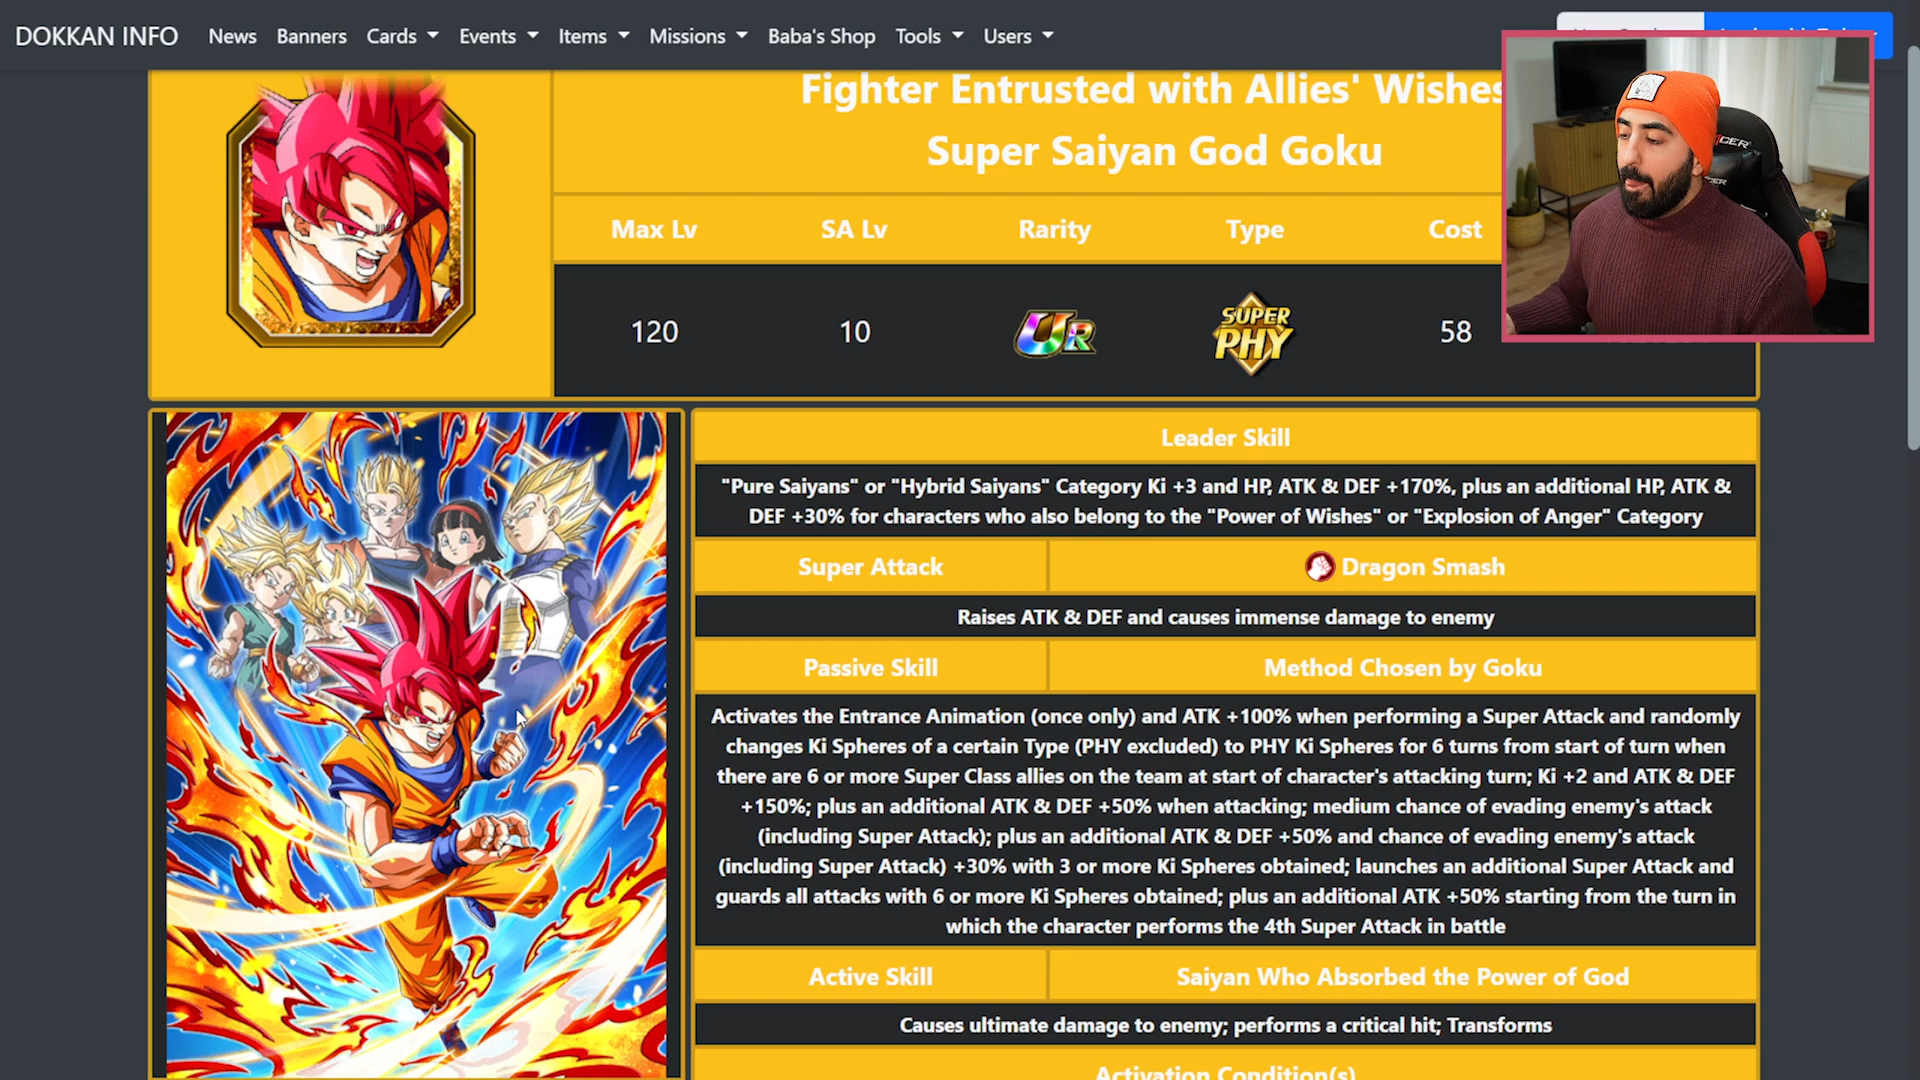 DOKKAN INFO News Banners Cards Events Items Missions Baba's Shop Tools Users
Fighter Entrusted with Allies' Wishes
Super Saiyan God Goku
Max Lv SA Lv Rarity Type Cost
120 10 UR SUPER PHY 58
Leader Skill
"Pure Saiyans" or "Hybrid Saiyans" Category Ki +3 and HP, ATK & DEF +170%, plus an additional HP, ATK &
DEF +30% for characters who also belong to the "Power of Wishes" or "Explosion of Anger" Category
Super Attack Dragon Smash
Raises ATK & DEF and causes immense damage to enemy
Passive Skill Method Chosen by Goku
Activates the Entrance Animation (once only) and ATK +100% when performing a Super Attack and randomly
changes Ki Spheres of a certain Type (PHY excluded) to PHY Ki Spheres for 6 turns from start of turn when
there are 6 or more Super Class allies on the team at start of character's attacking turn; Ki +2 and ATK & DEF
+150%; plus an additional ATK & DEF +50% when attacking; medium chance of evading enemy's attack
(including Super Attack); plus an additional ATK & DEF +50% and chance of evading enemy's attack
(including Super Attack) +30% with 3 or more Ki Spheres obtained; launches an additional Super Attack and
guards all attacks with 6 or more Ki Spheres obtained; plus an additional ATK +50% starting from the turn in
which the character performs the 4th Super Attack in battle
Active Skill Saiyan Who Absorbed the Power of God
Causes ultimate damage to enemy; performs a critical hit; Transforms
Activation Condition(s)